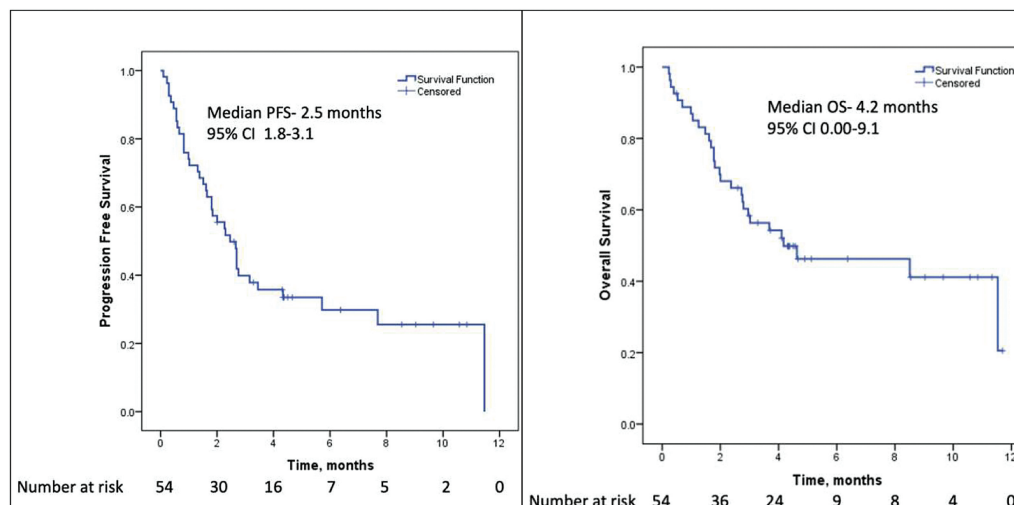 Survival Function
Censored
Median PFS- 2.5 months
95% CI 1.8-3.1
Progression Free Survival
1.0
0.8
0.6
0.4
0.2
0.0
0 2 4 6 8 10 12
Time, months
Number at risk 54 30 16 7 5 2 0
Survival Function
Censored
Median OS- 4.2 months
95% CI 0.00-9.1
Overall Survival
1.0
0.8
0.6
0.4
0.2
0.0
0 2 4 6 8 10 12
Time, months
Number at risk 54 36 24 9 8 4 0